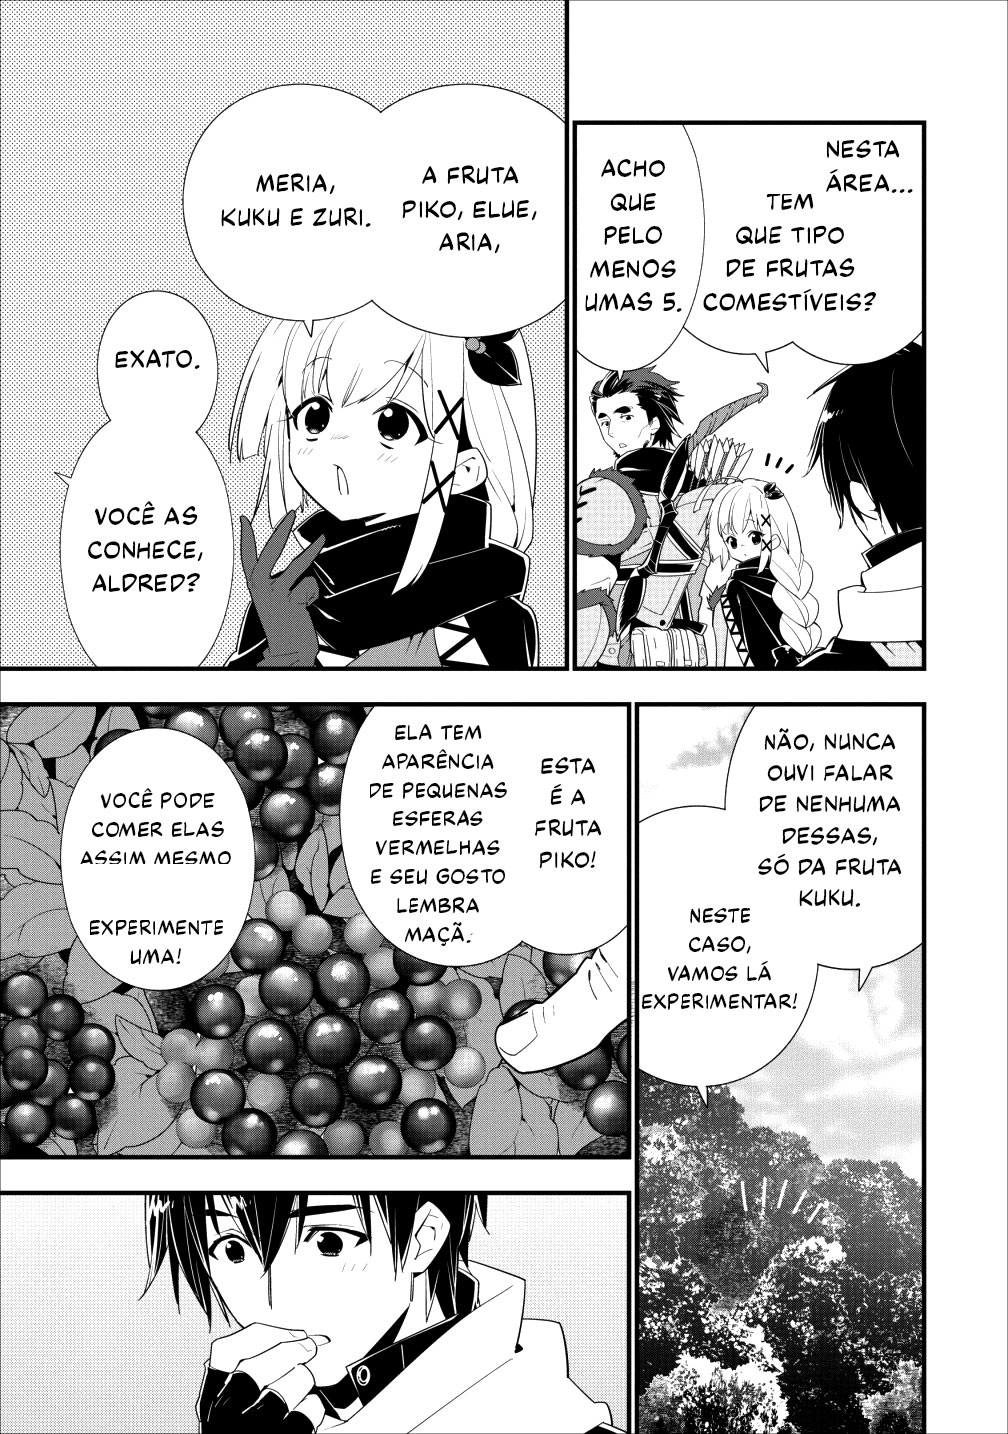 NESTA
ÁREA...
TEM
QUE TIPO
DE FRUTAS
COMESTÍVEIS?
ACHO
QUE
PELO
MENOS
UMAS 5.
A FRUTA
PIKO, ELUE,
ARIA,
MERIA,
KUKU E ZURI.
EXATO.
VOCÊ AS
CONHECE,
ALDRED?
NÃO, NUNCA
OUVI FALAR
DE NENHUMA
DESSAS,
SÓ DA FRUTA
KUKU.
NESTE
CASO,
VAMOS LÁ
EXPERIMENTAR!
ESTA
É A
FRUTA
PIKO!
ELA TEM
APARÊNCIA
DE PEQUENAS
ESFERAS
VERMELHAS
E SEU GOSTO
LEMBRA
MAÇÃ.
VOCÊ PODE
COMER ELAS
ASSIM MESMO
EXPERIMENTE
UMA!